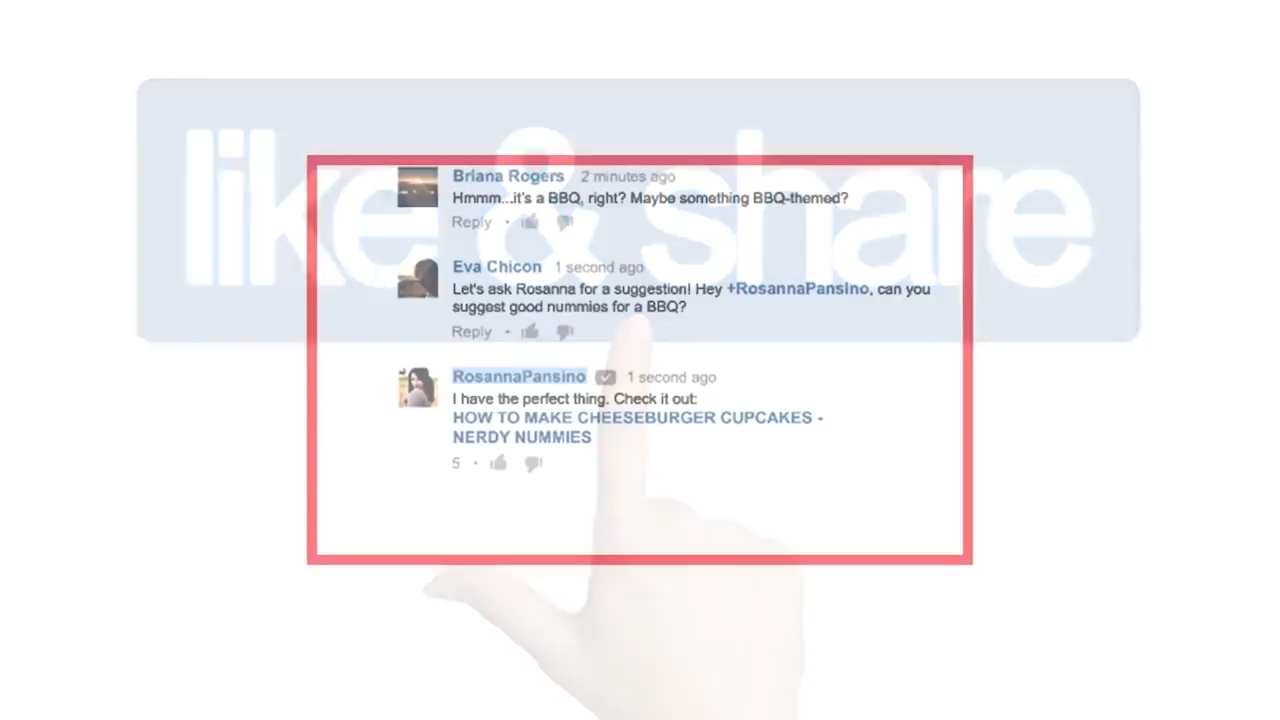 like & share
Briana Rogers 2 minutes ago
Hmmm...it's a BBQ, right? Maybe something BBQ-themed?
Reply •
Eva Chicon 1 second ago
Let's ask Rosanna for a suggestion! Hey +RosannaPansino, can you
suggest good nummies for a BBQ?
Reply •
RosannaPansino 1 second ago
I have the perfect thing. Check it out:
HOW TO MAKE CHEESEBURGER CUPCAKES -
NERDY NUMMIES
5 •